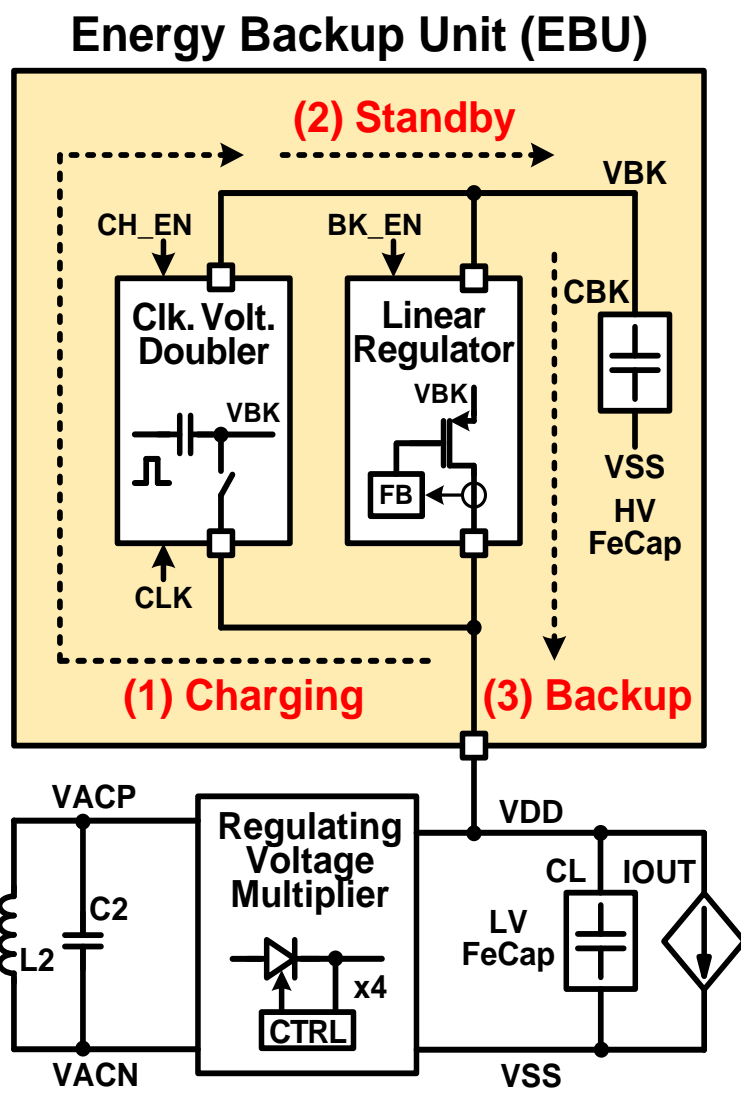 Energy Backup Unit (EBU)
(2) Standby
VBK
CH_EN
BK_EN
CBK
Clk. Volt.
Doubler
VBK
Linear
Regulator
VBK
FB
VSS
HV
FeCap
CLK
(1) Charging
(3) Backup
VACP
VDD
Regulating
Voltage
Multiplier
x4
CTRL
C2
L2
CL
IOUT
LV
FeCap
VACN
VSS